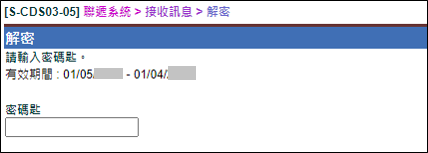 [S-CDS03-05] 聯遞系統 > 接收訊息 > 解密
解密
請輸入密碼匙。
有效期間 : 01/05/ - 01/04/
密碼匙